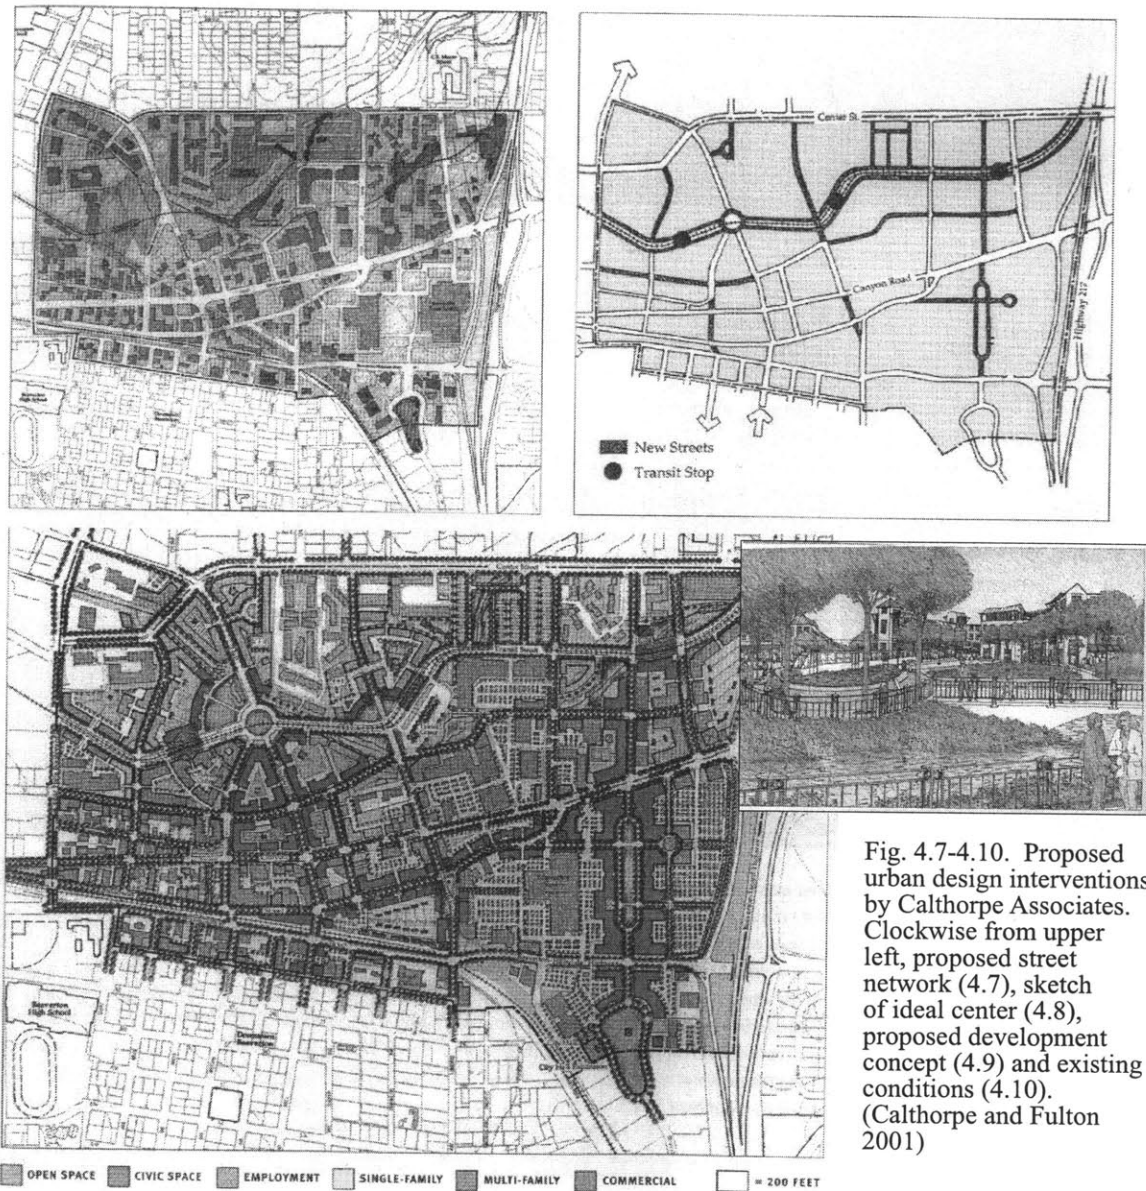 Center St.
Canyon Road
Highway 217
New Streets
Transit Stop
Beaverton
High School
Downtown
Beaverton
Fig. 4.7-4.10. Proposed
urban design interventions
by Calthorpe Associates.
Clockwise from upper
left, proposed street
network (4.7), sketch
of ideal center (4.8),
proposed development
concept (4.9) and existing
conditions (4.10).
(Calthorpe and Fulton
2001)
OPEN SPACE CIVIC SPACE EMPLOYMENT SINGLE-FAMILY MULTI-FAMILY COMMERCIAL = 200 FEET